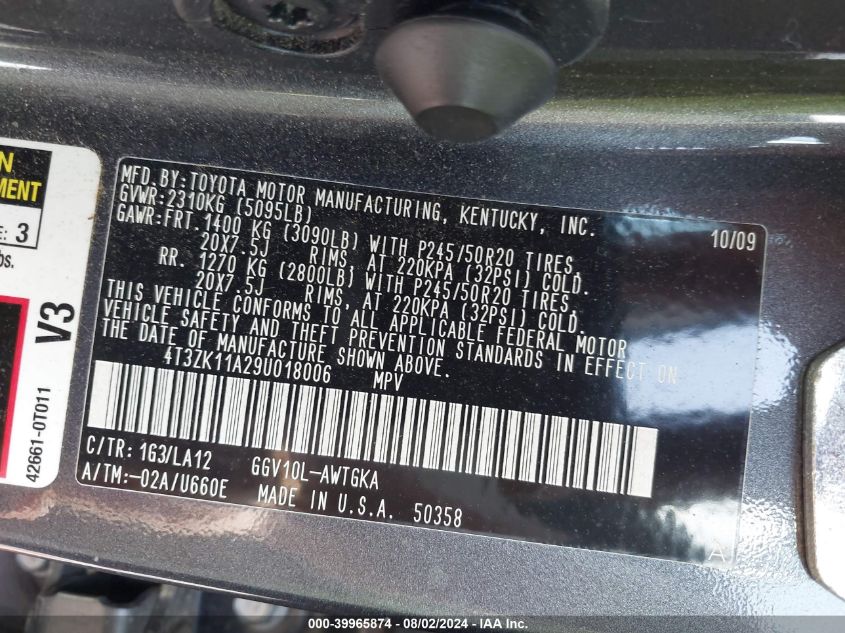 N
MENT
E: 3
bs.
V3
42661-0T011
MFD.BY:TOYOTA MOTOR MANUFACTURING, KENTUCKY, INC.
GVWR:2310KG (5095LB) 10/09
GAWR:FRT. 1400 KG (3090LB) WITH P245/50R20 TIRES,
20X7.5J RIMS, AT 220KPA (32PSI) COLD.
RR. 1270 KG (2800LB) WITH P245/50R20 TIRES,
20X7.5J RIMS, AT 220KPA (32PSI) COLD.
THIS VEHICLE CONFORMS TO ALL APPLICABLE FEDERAL MOTOR
VEHICLE SAFETY AND THEFT PREVENTION STANDARDS IN EFFECT ON
THE DATE OF MANUFACTURE SHOWN ABOVE.
4T3ZK11A29U018006 MPV
C/TR: 1G3/LA12 GGV10L-AWTGKA
A/TM:-02A/U660E MADE IN U.S.A. 50358
A
000-39965874 - 08/02/2024 - Copyright © IAA, Inc.